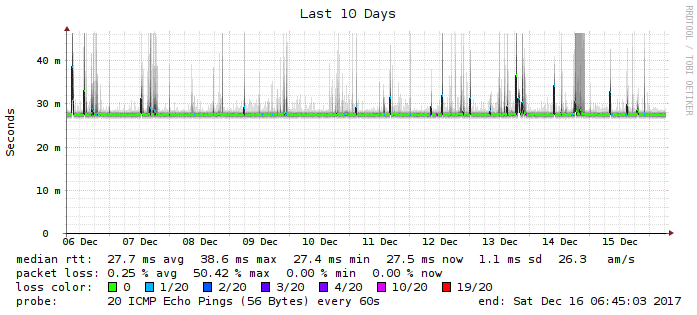 Last 10 Days
RRDTOOL / TOBI OETIKER
Seconds
40 m
30 m
20 m
10 m
0
06 Dec 07 Dec 08 Dec 09 Dec 10 Dec 11 Dec 12 Dec 13 Dec 14 Dec 15 Dec
median rtt: 27.7 ms avg 38.6 ms max 27.4 ms min 27.5 ms now 1.1 ms sd 26.3 am/s
packet loss: 0.25 % avg 50.42 % max 0.00 % min 0.00 % now
loss color: 0 1/20 2/20 3/20 4/20 10/20 19/20
probe: 20 ICMP Echo Pings (56 Bytes) every 60s end: Sat Dec 16 06:45:03 2017